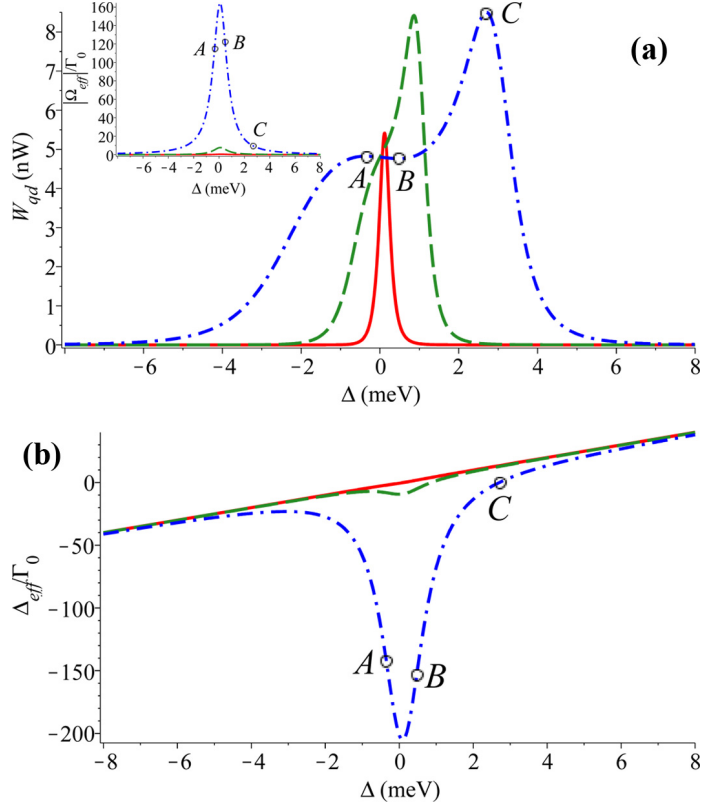 (a)
W_qd (nW)
8
7
6
5
4
3
2
1
0
−6 −4 −2 0 2 4 6 8
Δ (meV)
A
B
C
|Ω_eff|/Γ_0
160
140
120
100
80
60
40
20
0
−4 −2 0 2 4 6 8
Δ (meV)
A
B
C
(b)
Δ_eff/Γ_0
0
−50
−100
−150
−200
−8 −6 −4 −2 0 2 4 6 8
Δ (meV)
A
B
C